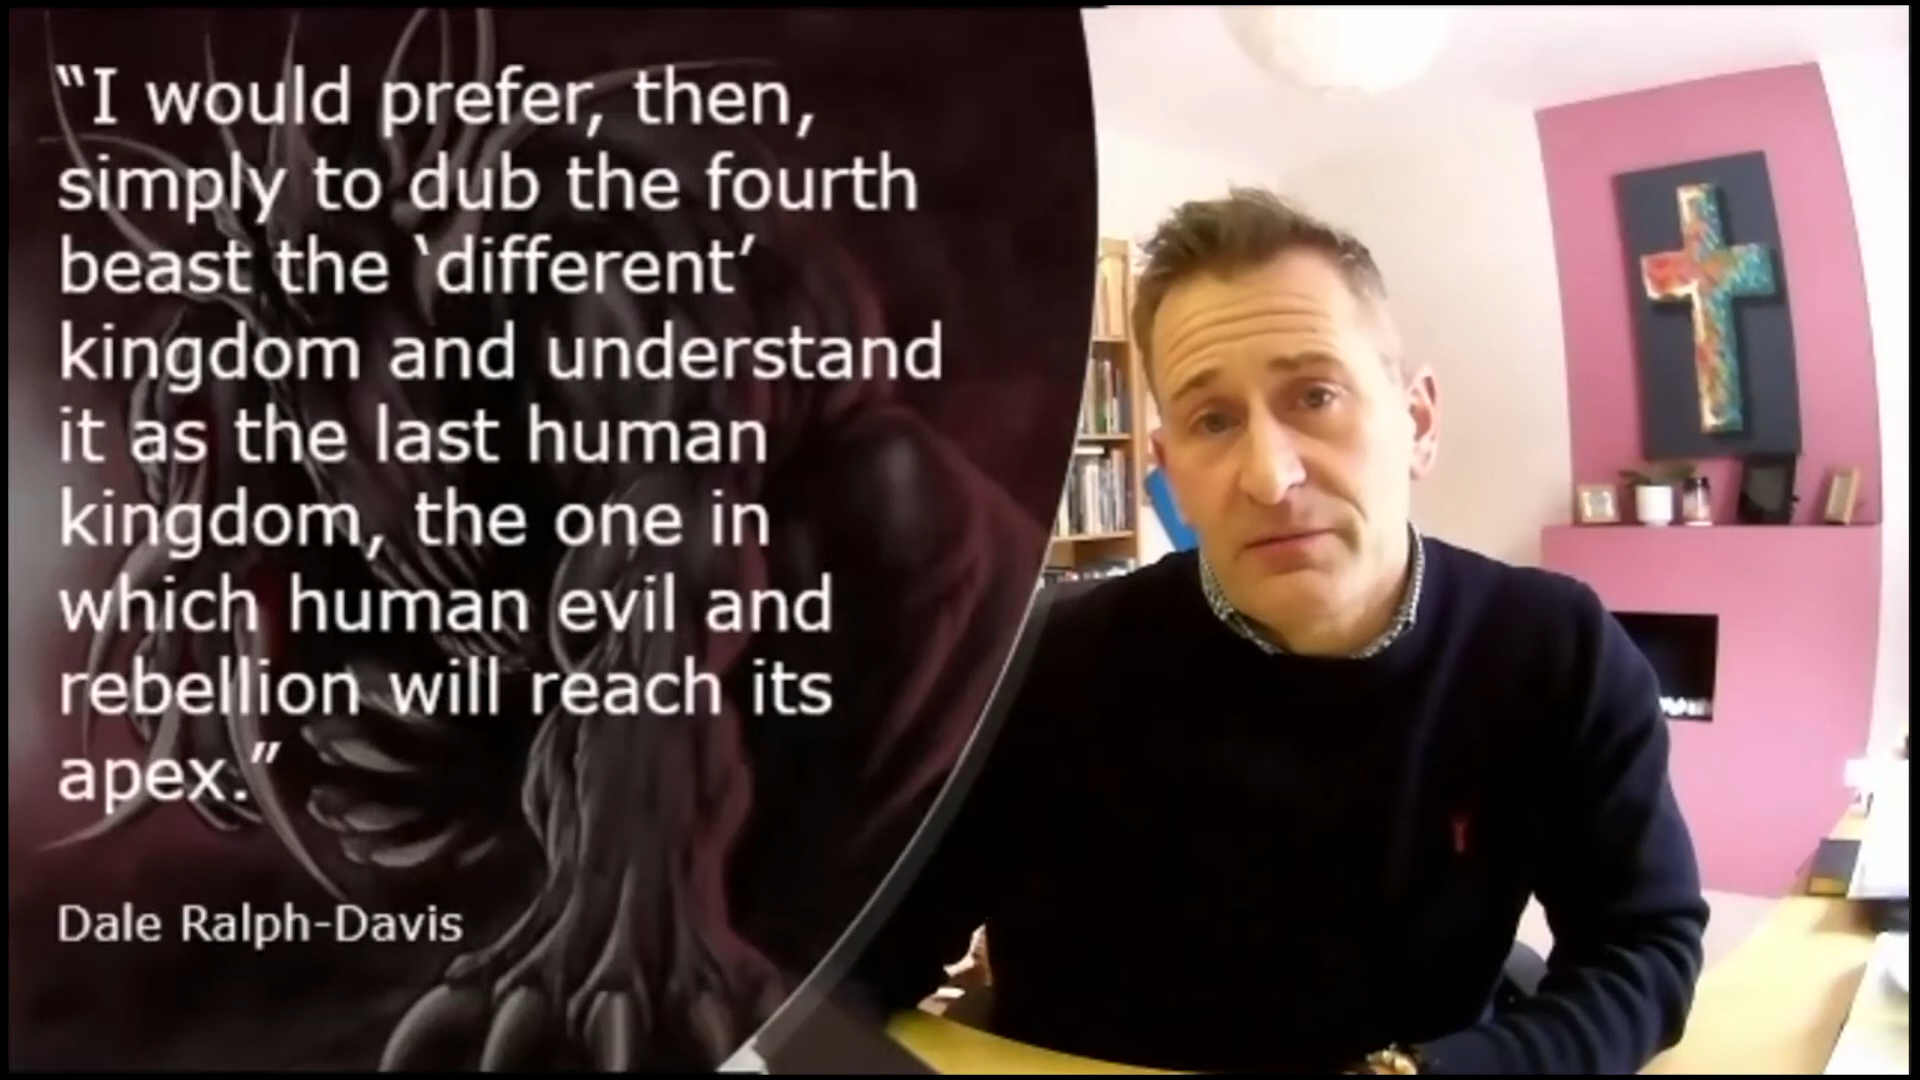 “I would prefer, then,
simply to dub the fourth
beast the ‘different’
kingdom and understand
it as the last human
kingdom, the one in
which human evil and
rebellion will reach its
apex.”
Dale Ralph-Davis